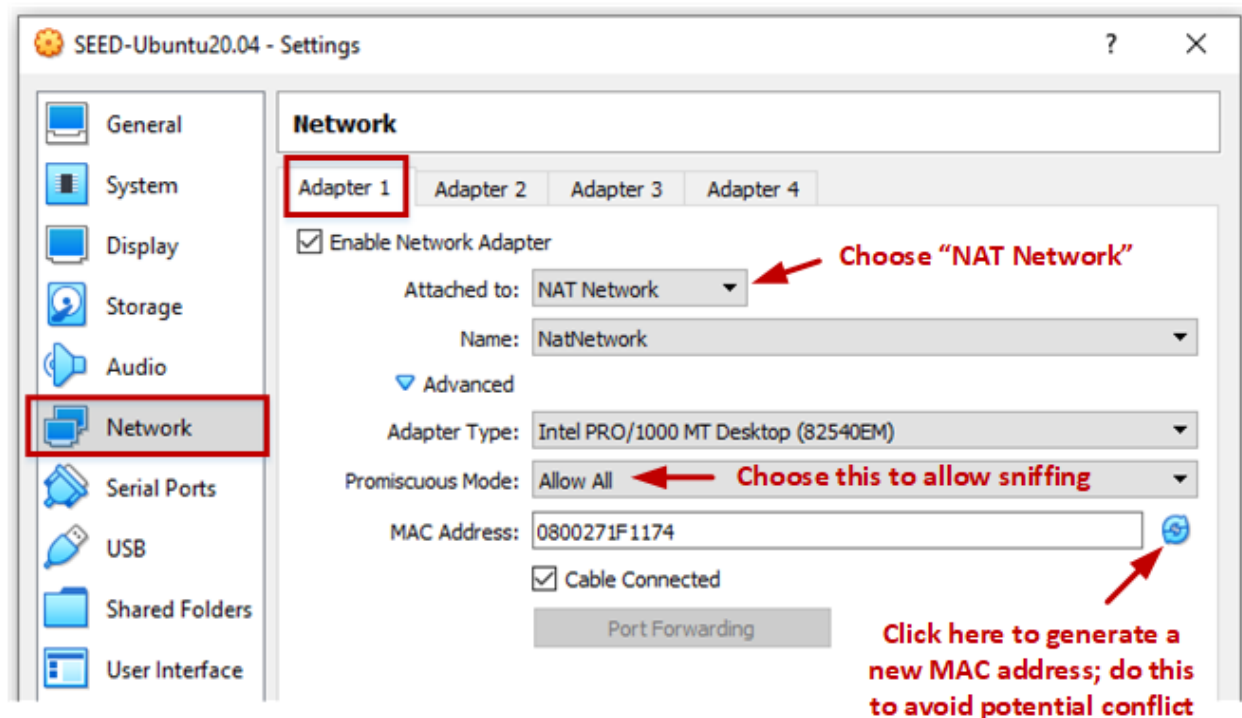 SEED-Ubuntu20.04 - Settings
?
General
System
Display
Storage
Audio
Network
Serial Ports
USB
Shared Folders
User Interface
Network
Adapter 1
Adapter 2
Adapter 3
Adapter 4
Enable Network Adapter
Choose “NAT Network”
Attached to: NAT Network
Name: NatNetwork
Advanced
Adapter Type: Intel PRO/1000 MT Desktop (82540EM)
Promiscuous Mode: Allow All
Choose this to allow sniffing
MAC Address: 0800271F1174
Cable Connected
Port Forwarding
Click here to generate a
new MAC address; do this
to avoid potential conflict